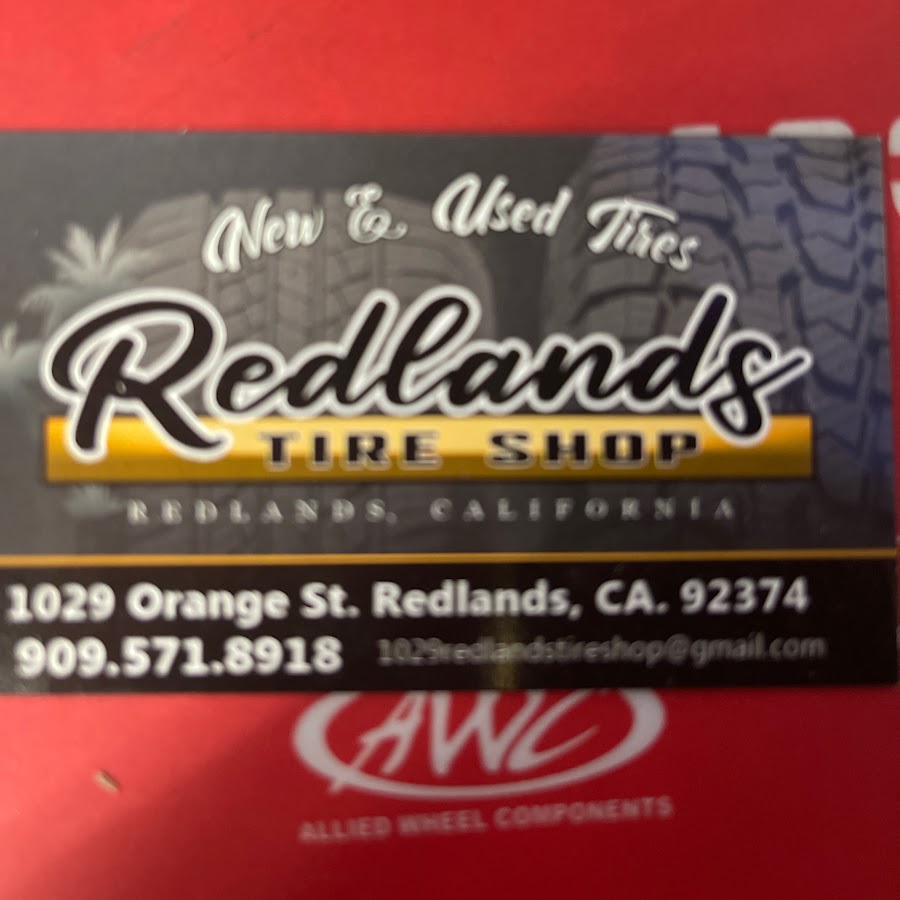 New & Used Tires
Redlands
TIRE SHOP
REDLANDS, CALIFORNIA
1029 Orange St. Redlands, CA. 92374
909.571.8918 1029redlandstireshop@gmail.com
AWC
ALLIED WHEEL COMPONENTS